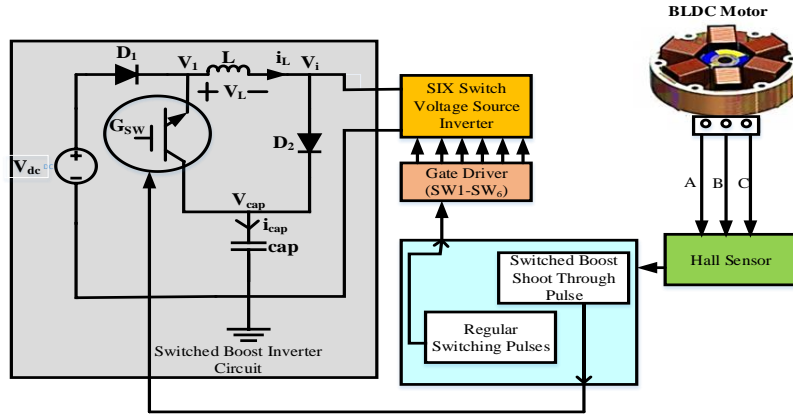 BLDC Motor
D1
V1
L
iL
Vi
+ VL −
GSW
D2
Vdc
+
−
Vcap
icap
cap
Switched Boost Inverter
Circuit
SIX Switch
Voltage Source
Inverter
Gate Driver
(SW1-SW6)
A
B
C
Hall Sensor
Switched Boost
Shoot Through
Pulse
Regular
Switching Pulses